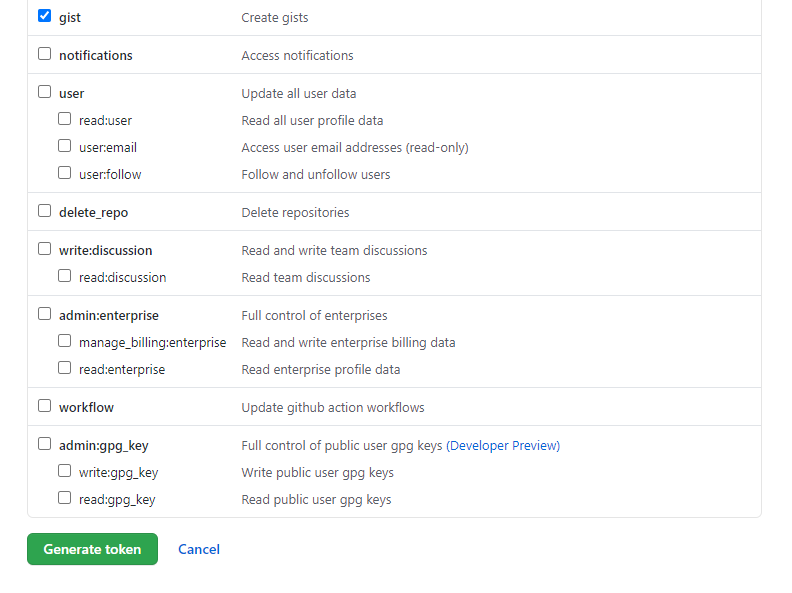 gist Create gists
notifications Access notifications
user Update all user data
read:user Read all user profile data
user:email Access user email addresses (read-only)
user:follow Follow and unfollow users
delete_repo Delete repositories
write:discussion Read and write team discussions
read:discussion Read team discussions
admin:enterprise Full control of enterprises
manage_billing:enterprise Read and write enterprise billing data
read:enterprise Read enterprise profile data
workflow Update github action workflows
admin:gpg_key Full control of public user gpg keys (Developer Preview)
write:gpg_key Write public user gpg keys
read:gpg_key Read public user gpg keys
Generate token Cancel